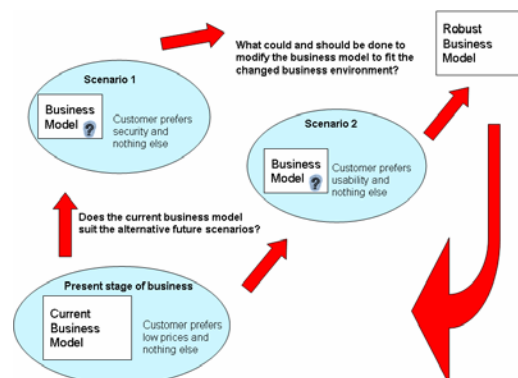 What could and should be done to
modify the business model to fit the
changed business environment?
Robust
Business
Model
Scenario 1
Business
Model
?
Customer prefers
security and
nothing else
Scenario 2
Business
Model
?
Customer prefers
usability and
nothing else
Does the current business model
suit the alternative future scenarios?
Present stage of business
Current
Business
Model
Customer prefers
low prices and
nothing else